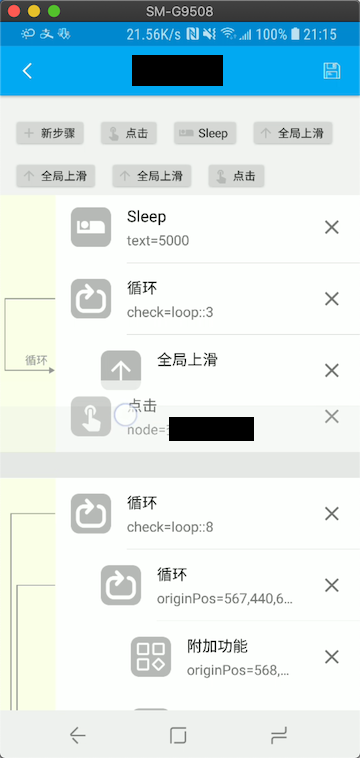 SM-G9508
21.56K/s 100% 21:15
新步骤 点击 Sleep 全局上滑
全局上滑 全局上滑 点击
Sleep
text=5000
循环
check=loop::3
循环
全局上滑
点击
node=
循环
check=loop::8
循环
originPos=567,440,6...
附加功能
originPos=568,...